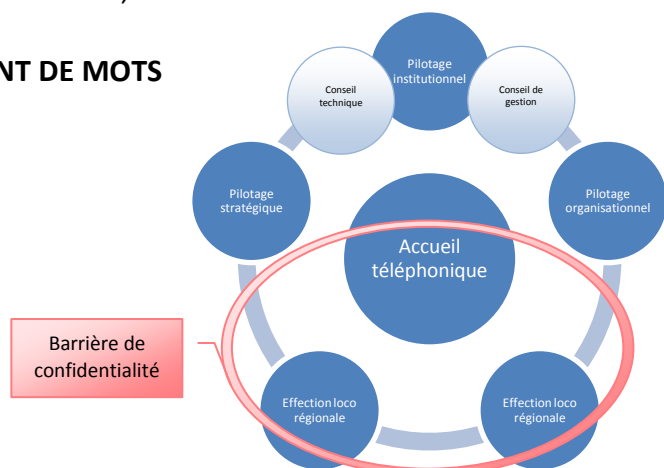 NT DE MOTS
Pilotage
institutionnel
Conseil
technique
Conseil de
gestion
Pilotage
stratégique
Pilotage
organisationnel
Accueil
téléphonique
Barrière de
confidentialité
Effection loco
régionale
Effection loco
régionale